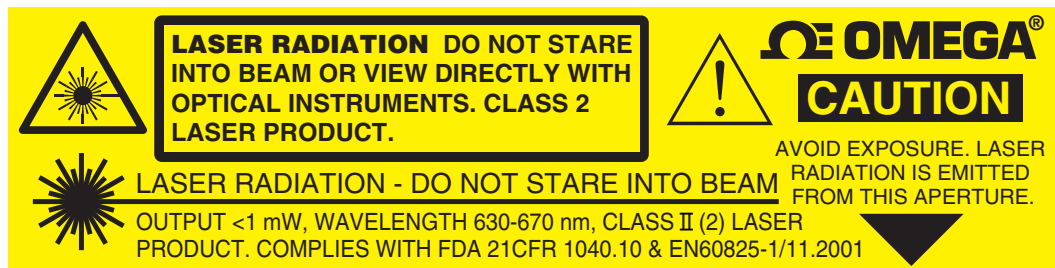 LASER RADIATION DO NOT STARE
INTO BEAM OR VIEW DIRECTLY WITH
OPTICAL INSTRUMENTS. CLASS 2
LASER PRODUCT.
LASER RADIATION - DO NOT STARE INTO BEAM
OUTPUT <1 mW, WAVELENGTH 630-670 nm, CLASS II (2) LASER
PRODUCT. COMPLIES WITH FDA 21CFR 1040.10 & EN60825-1/11.2001
!
ΩE OMEGA®
CAUTION
AVOID EXPOSURE. LASER
RADIATION IS EMITTED
FROM THIS APERTURE.